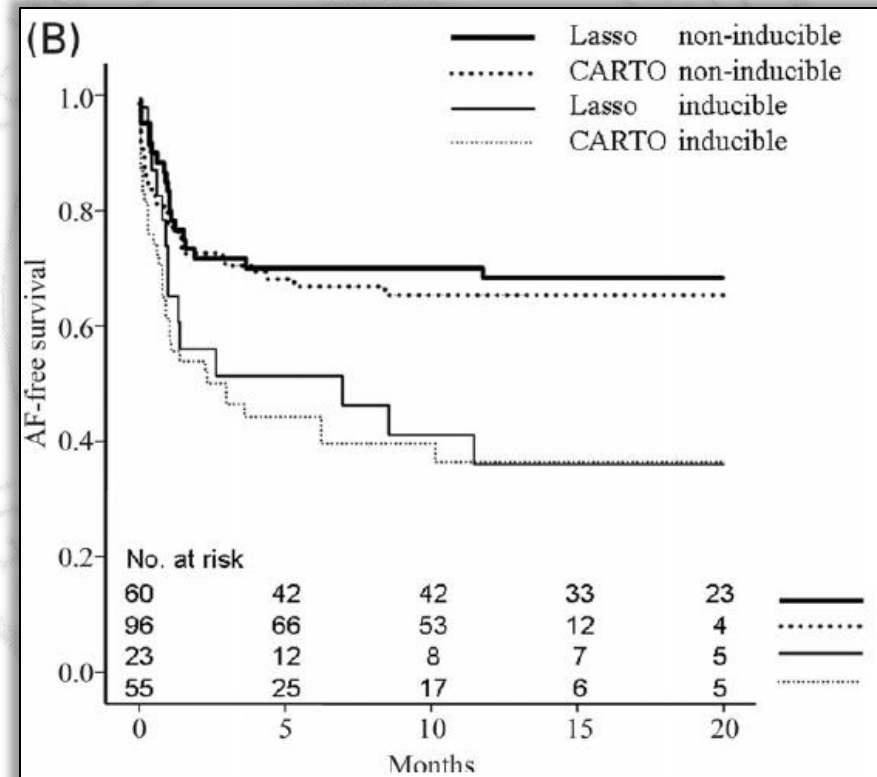 (B)
Lasso non-inducible
CARTO non-inducible
Lasso inducible
CARTO inducible
AF-free survival
1.0
0.8
0.6
0.4
0.2
0.0
No. at risk
60 42 42 33 23
96 66 53 12 4
23 12 8 7 5
55 25 17 6 5
0 5 10 15 20
Months